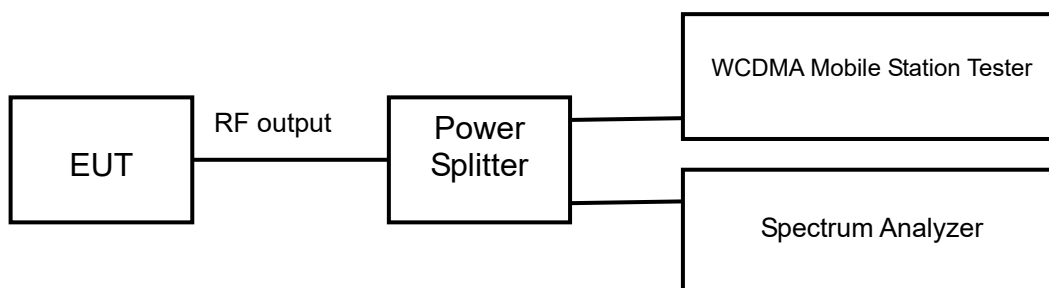 WCDMA Mobile Station Tester
RF output
Power
Splitter
EUT
Spectrum Analyzer